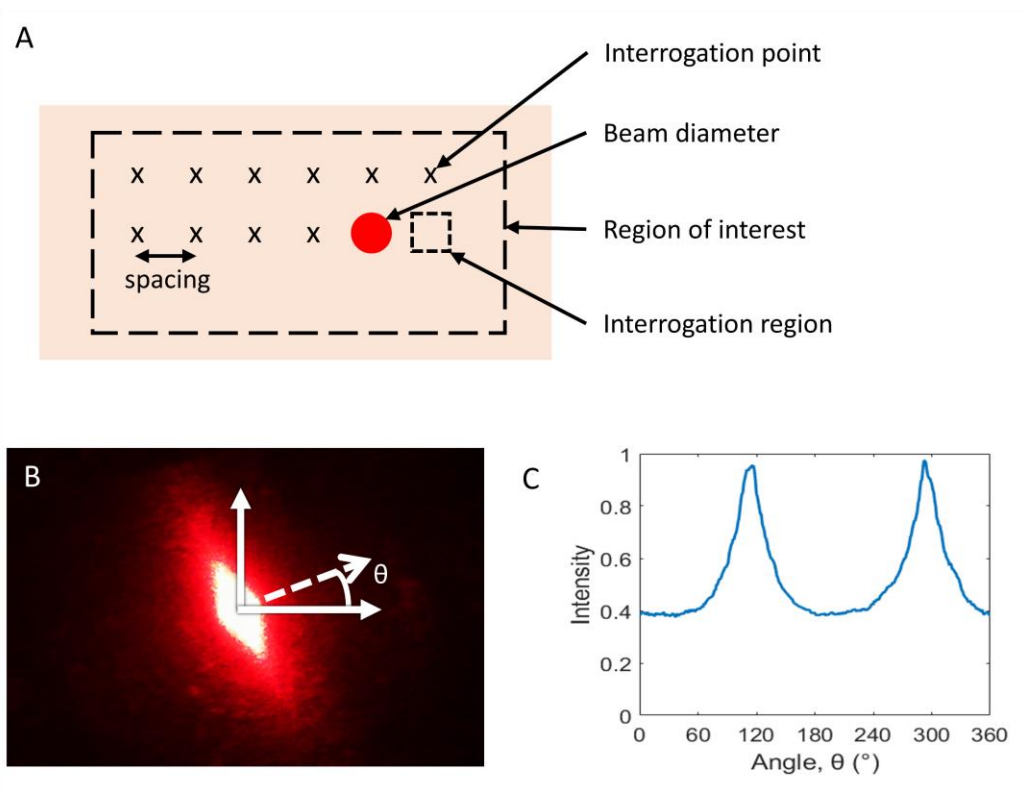 A
Interrogation point
Beam diameter
x x x x x x
x x x x
Region of interest
spacing
Interrogation region
B
θ
C
1
0.8
0.6
0.4
0.2
0
Intensity
0 60 120 180 240 300 360
Angle, θ (°)